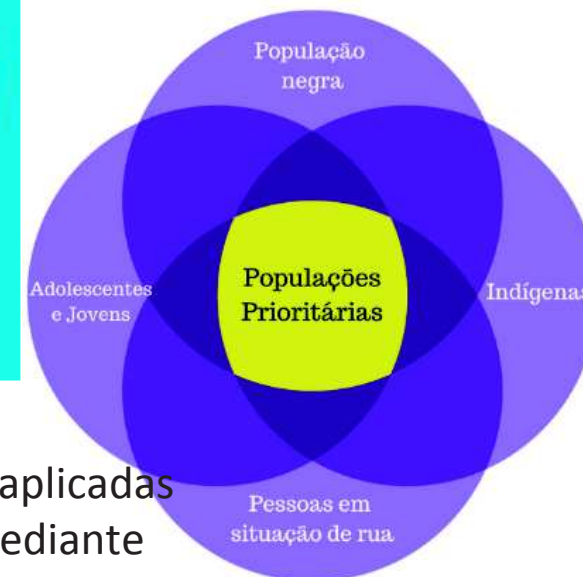 População
negra
Adolescentes
e Jovens
Populações
Prioritárias
Indígenas
aplicadas
ediante
Pessoas em
situação de rua